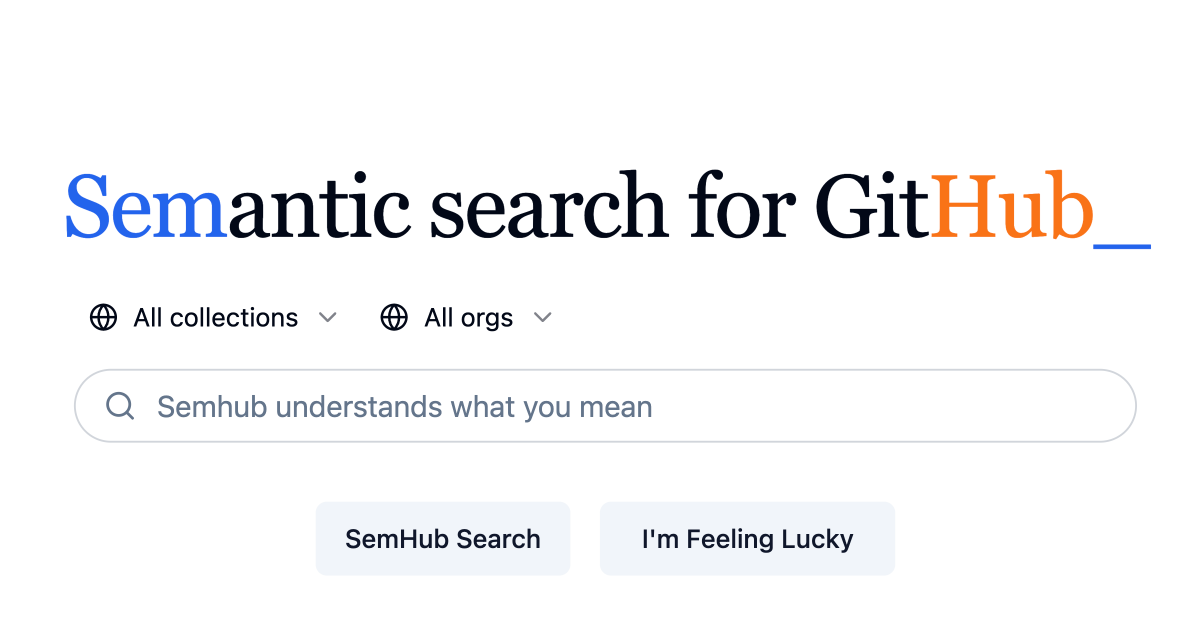 Semantic search for GitHub_
All collections All orgs
Semhub understands what you mean
SemHub Search I'm Feeling Lucky